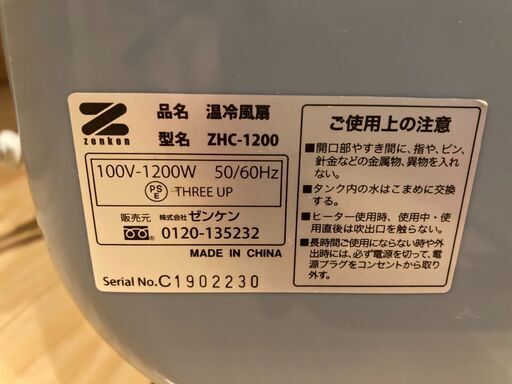 zenken
品名 温冷風扇
型名 ZHC-1200
100V-1200W 50/60Hz
PSE THREE UP
販売元 株式会社 ゼンケン
0120-135232
MADE IN CHINA
Serial No.C1902230
ご使用上の注意
■開口部やすき間に、指や、ピン、
針金などの金属物、異物を入れ
ない。
■タンク内の水はこまめに交換
する。
■ヒーター使用時、使用中・使
用直後は吹出口を触らない。
■長時間ご使用にならない時や外
出時には、必ず電源を切って、電
源プラグをコンセントから取り
外す。